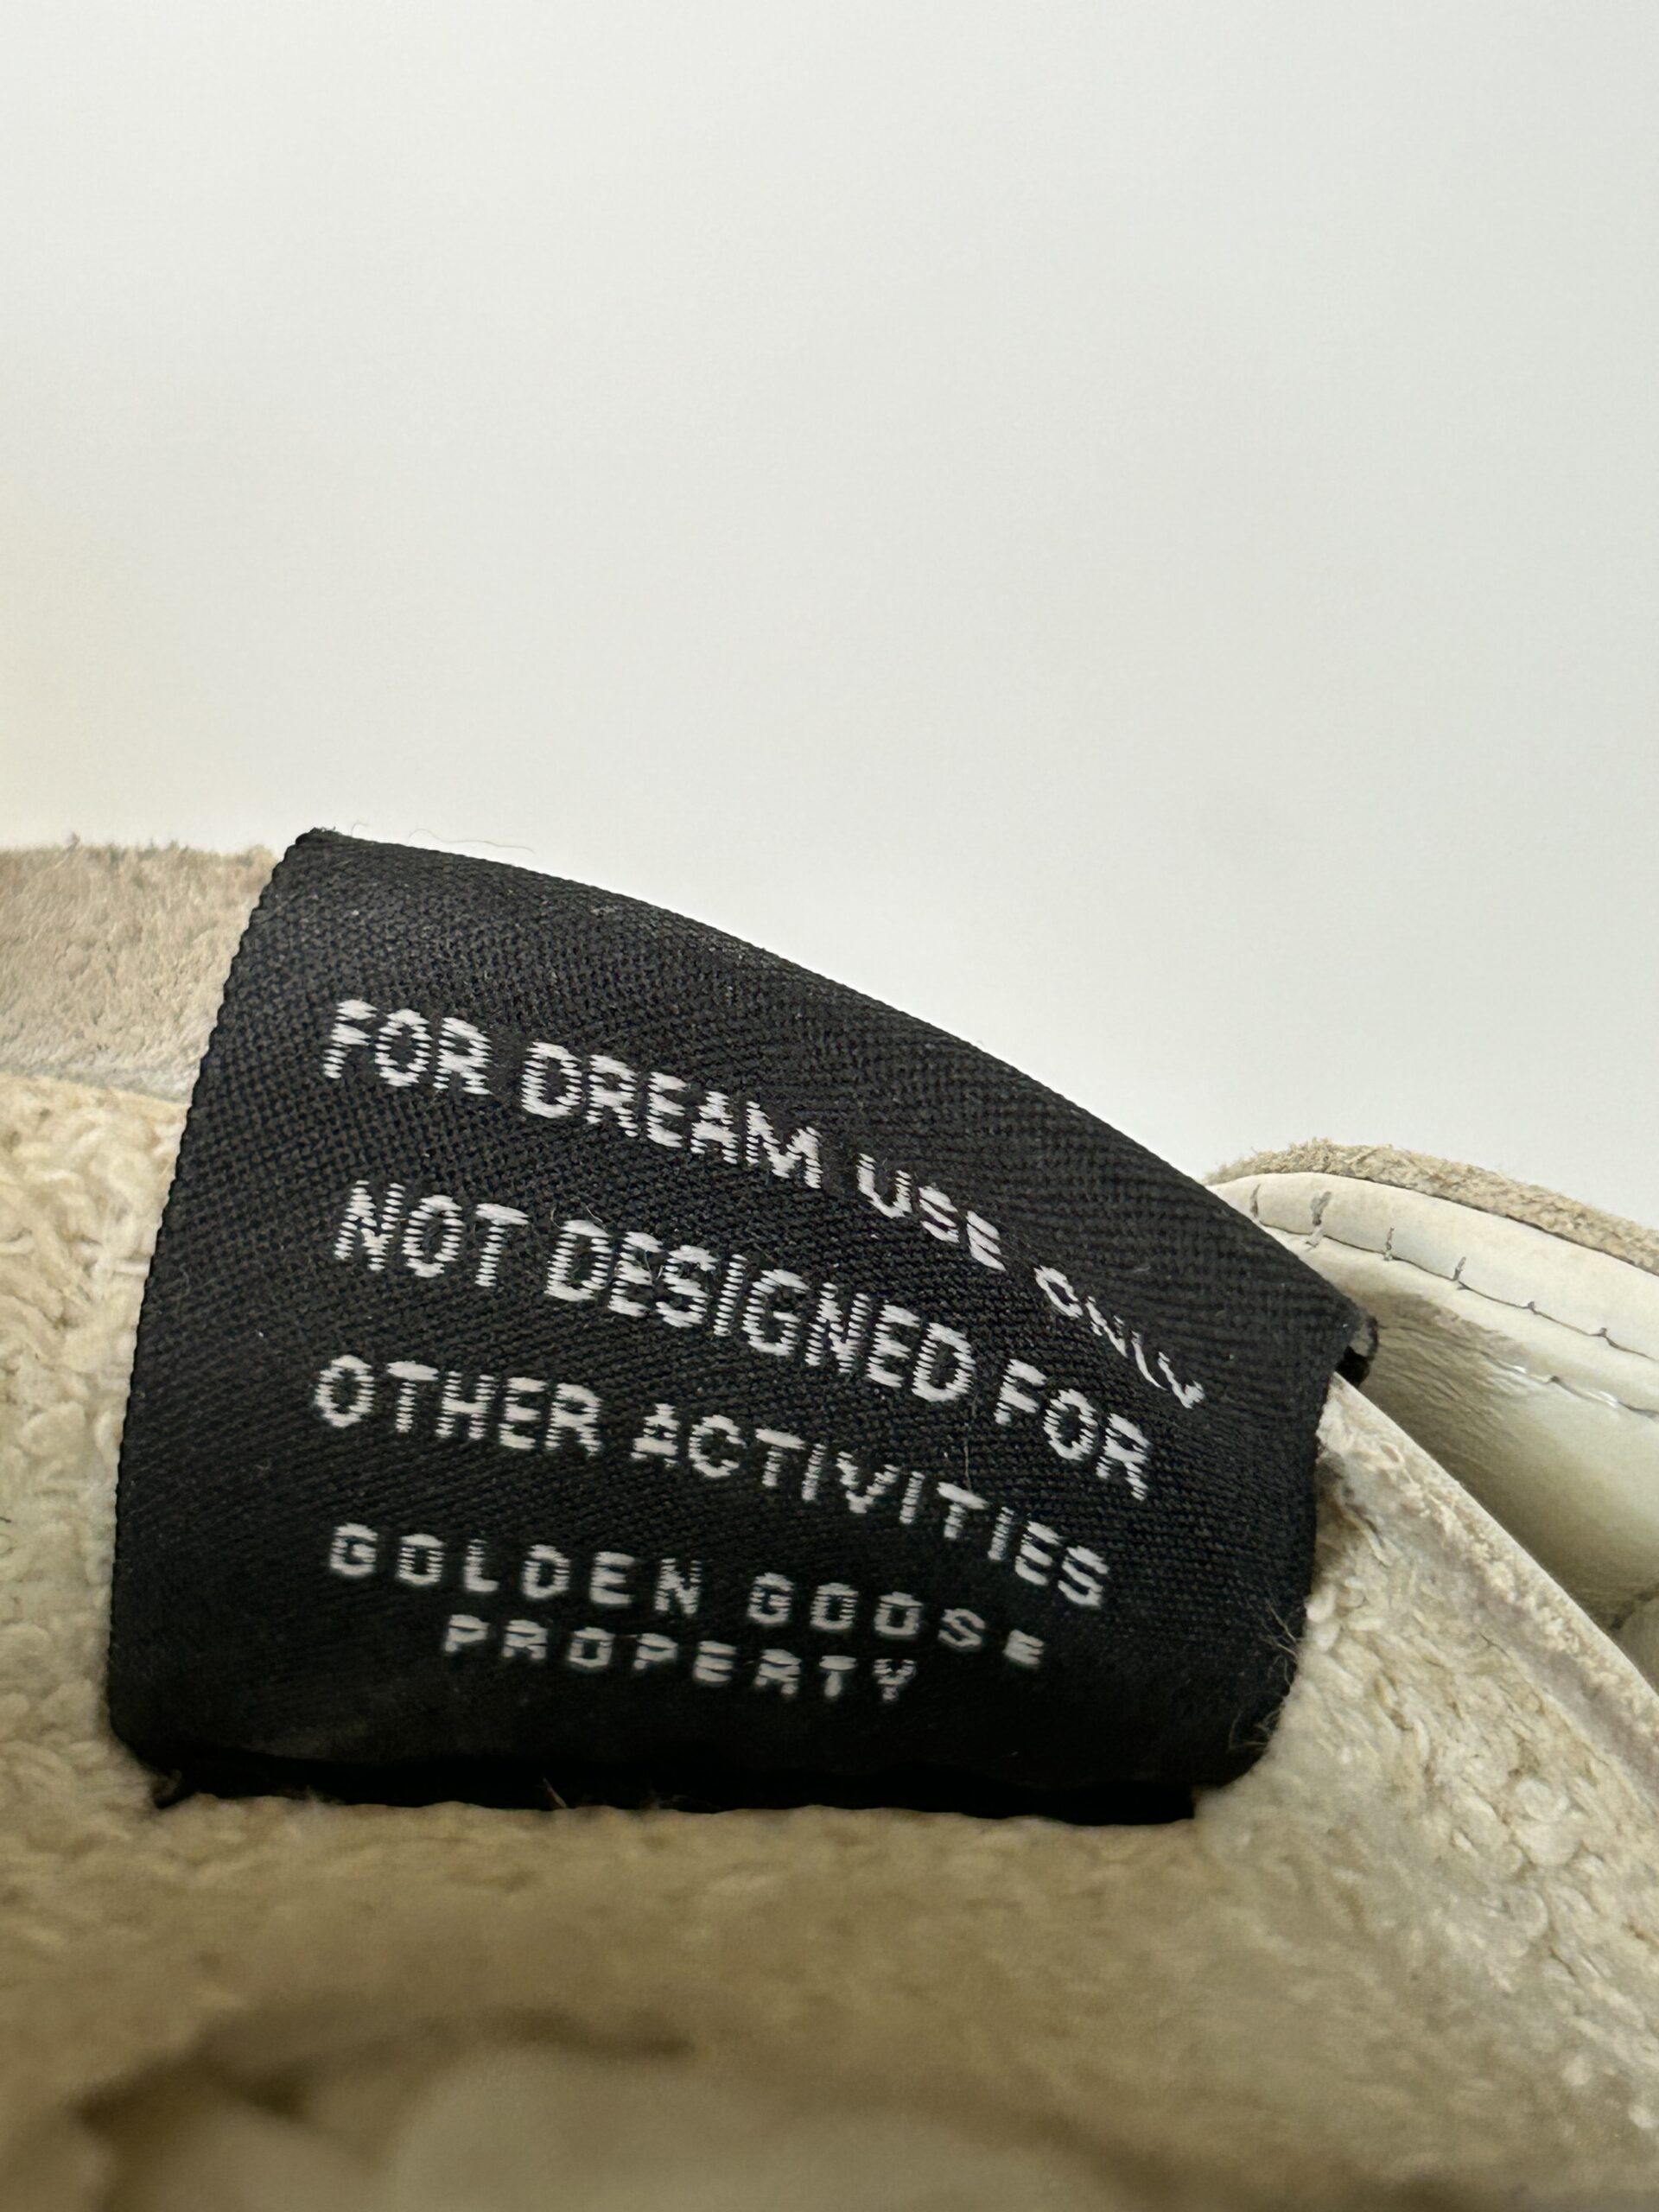 FOR DREAM USE ONLY
NOT DESIGNED FOR
OTHER ACTIVITIES
GOLDEN GOOSE
PROPERTY